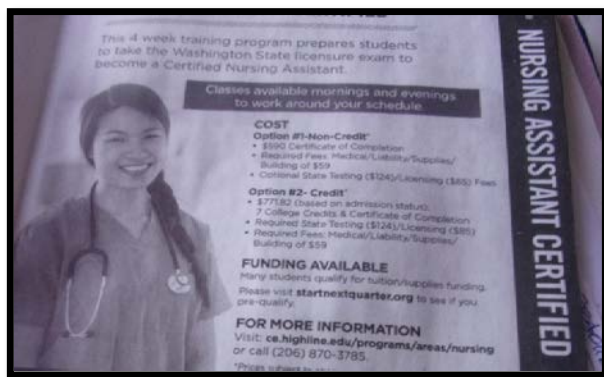 This 4 week training program prepares students
to take the Washington State licensure exam to
become a Certified Nursing Assistant.
Classes available mornings and evenings
to work around your schedule
COST
Option #1-Non-Credit*
• $590 Certificate of Completion
• Required Fees: Medical/Liability/Supplies/
Building of $59
• Optional State Testing ($124)/Licensing ($85) Fees
Option #2- Credit*
• $771.82 (based on admission status),
7 College Credits & Certificate of Completion
• Required State Testing ($124)/Licensing ($85)
• Required Fees: Medical/Liability/Supplies/
Building of $59
FUNDING AVAILABLE
Many students qualify for tuition/supplies funding.
Please visit startnextquarter.org to see if you
pre-qualify.
FOR MORE INFORMATION
Visit: ce.highline.edu/programs/areas/nursing
or call (206) 870-3785.
*Prices subject to
NURSING ASSISTANT CERTIFIED